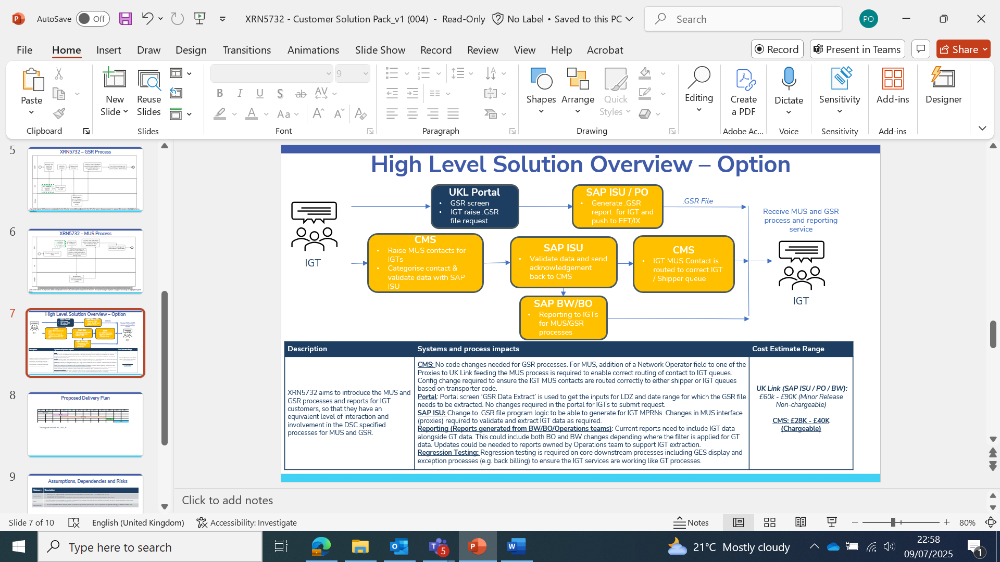 AutoSave Off
XRN5732 - Customer Solution Pack_v1 (004) - Read-Only
No Label • Saved to this PC
Search
PO
File Home Insert Draw Design Transitions Animations Slide Show Record Review View Help Acrobat
Record Present in Teams Share
Paste
New
Slide
Reuse
Slides
9
Shapes
Arrange
Quick
Styles
Editing
Create
a PDF
Dictate
Sensitivity
Add-ins
Designer
Clipboard Slides Font Paragraph Drawing Adobe Ac... Voice Sensitivity Add-ins
5
XRN5732 – GSR Process
6
XRN5732 – MUS Process
7
High Level Solution Overview – Option
8
Proposed Delivery Plan
9
Assumptions, Dependencies and Risks
High Level Solution Overview – Option
UKL Portal
• GSR screen
• IGT raise .GSR
file request
SAP ISU / PO
• Generate .GSR
report for IGT and
push to EFT/IX
.GSR File
Receive MUS and GSR
process and reporting
service
IGT
CMS
• Raise MUS contacts for
IGTs
• Categorise contact &
validate data with SAP
ISU
SAP ISU
• Validate data and send
acknowledgement
back to CMS
CMS
• IGT MUS Contact is
routed to correct IGT
/ Shipper queue
IGT
SAP BW/BO
• Reporting to IGTs
for MUS/GSR
processes
Description Systems and process impacts Cost Estimate Range
XRN5732 aims to introduce the MUS and
GSR processes and reports for IGT
customers, so that they have an
equivalent level of interaction and
involvement in the DSC specified
processes for MUS and GSR.
CMS: No code changes needed for GSR processes. For MUS, addition of a Network Operator field to one of the
Proxies to UK Link feeding the MUS process is required to enable correct routing of contact to IGT queues.
Config change required to ensure the IGT MUS contacts are routed correctly to either shipper or IGT queues
based on transporter code.
Portal: Portal screen ‘GSR Data Extract’ is used to get the inputs for LDZ and date range for which the GSR file
needs to be extracted. No changes required in the portal for IGTs to submit request.
SAP ISU: Change to .GSR file program logic to be able to generate for IGT MPRNs. Changes in MUS interface
(proxies) required to validate and extract IGT data as required.
Reporting (Reports generated from BW/BO/Operations teams): Current reports need to include IGT data
alongside GT data. This could include both BO and BW changes depending where the filter is applied for GT
data. Updates could be needed to reports owned by Operations team to support IGT extraction.
Regression Testing: Regression testing is required on core downstream processes including GES display and
exception processes (e.g. back billing) to ensure the IGT services are working like GT processes.
UK Link (SAP ISU / PO / BW):
£60k - £90K (Minor Release
Non-chargeable)
CMS: £28K - £40K
(Chargeable)
Click to add notes
Slide 7 of 10 English (United Kingdom) Accessibility: Investigate Notes 80%
Type here to search
5
21°C Mostly cloudy
22:58
09/07/2025
1